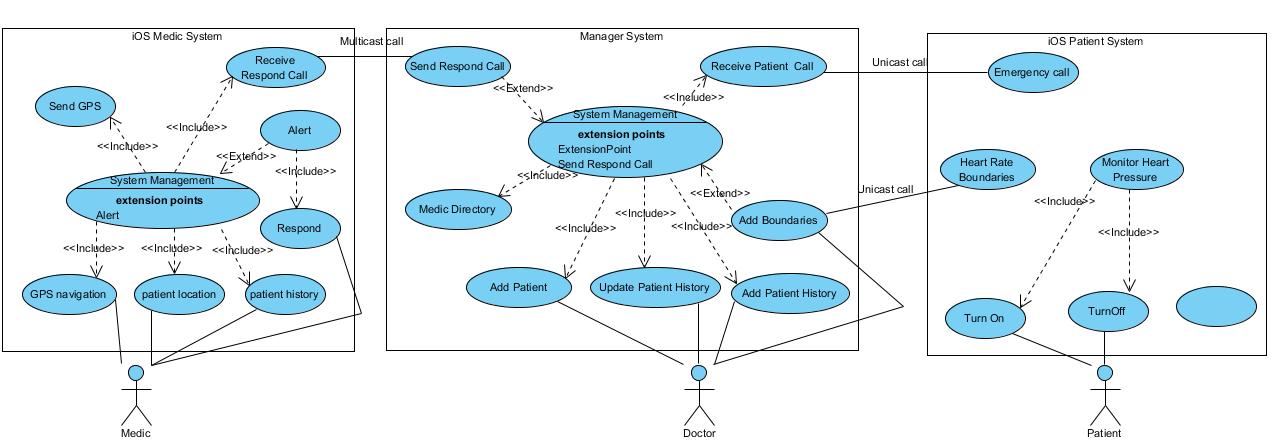 iOS Medic System
Receive
Respond Call
Send GPS
<<Include>>
<<Include>>
Alert
<<Extend>>
<<Include>>
System Management
extension points
Alert
Respond
<<Include>>
<<Include>>
<<Include>>
GPS navigation
patient location
patient history
Medic
Multicast call
Manager System
Send Respond Call
Receive Patient Call
<<Extend>>
<<Include>>
System Management
extension points
ExtensionPoint
Send Respond Call
<<Include>>
<<Extend>>
Medic Directory
<<Include>>
<<Include>>
<<Include>>
Add Boundaries
Add Patient
Update Patient History
Add Patient History
Doctor
Unicast call
Unicast call
iOS Patient System
Emergency call
Heart Rate
Boundaries
Monitor Heart
Pressure
<<Include>>
<<Include>>
Turn On
TurnOff
Patient